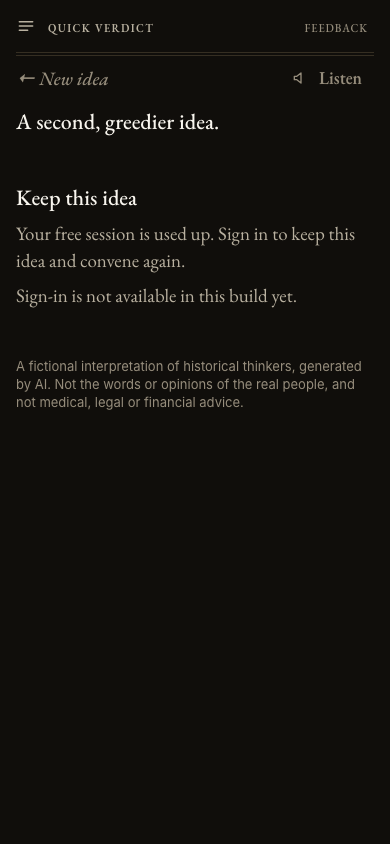 QUICK VERDICT
FEEDBACK
← New idea
Listen
A second, greedier idea.
Keep this idea
Your free session is used up. Sign in to keep this
idea and convene again.
Sign-in is not available in this build yet.
A fictional interpretation of historical thinkers, generated
by AI. Not the words or opinions of the real people, and
not medical, legal or financial advice.